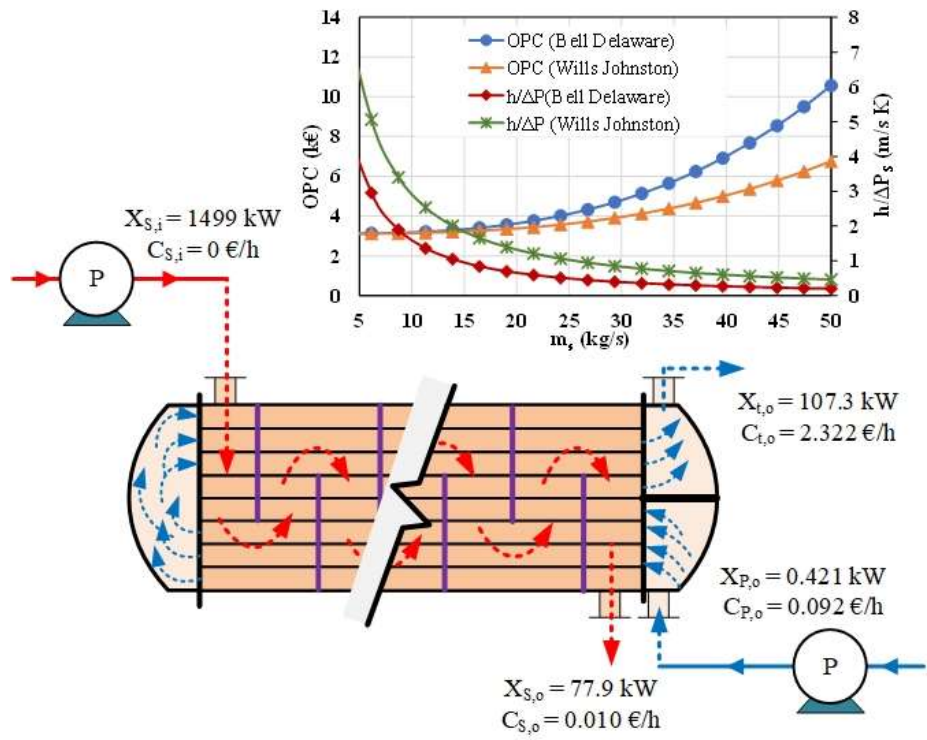 14
12
10
8
6
4
2
0
OPC (k€)
OPC (Bell Delaware)
OPC (Wills Johnston)
h/ΔP(Bell Delaware)
h/ΔP (Wills Johnston)
8
7
6
5
4
3
2
1
0
h/ΔPs (m/s K)
5 10 15 20 25 30 35 40 45 50
ms (kg/s)
XS,i = 1499 kW
CS,i = 0 €/h
P
Xt,o = 107.3 kW
Ct,o = 2.322 €/h
XP,o = 0.421 kW
CP,o = 0.092 €/h
P
XS,o = 77.9 kW
CS,o = 0.010 €/h